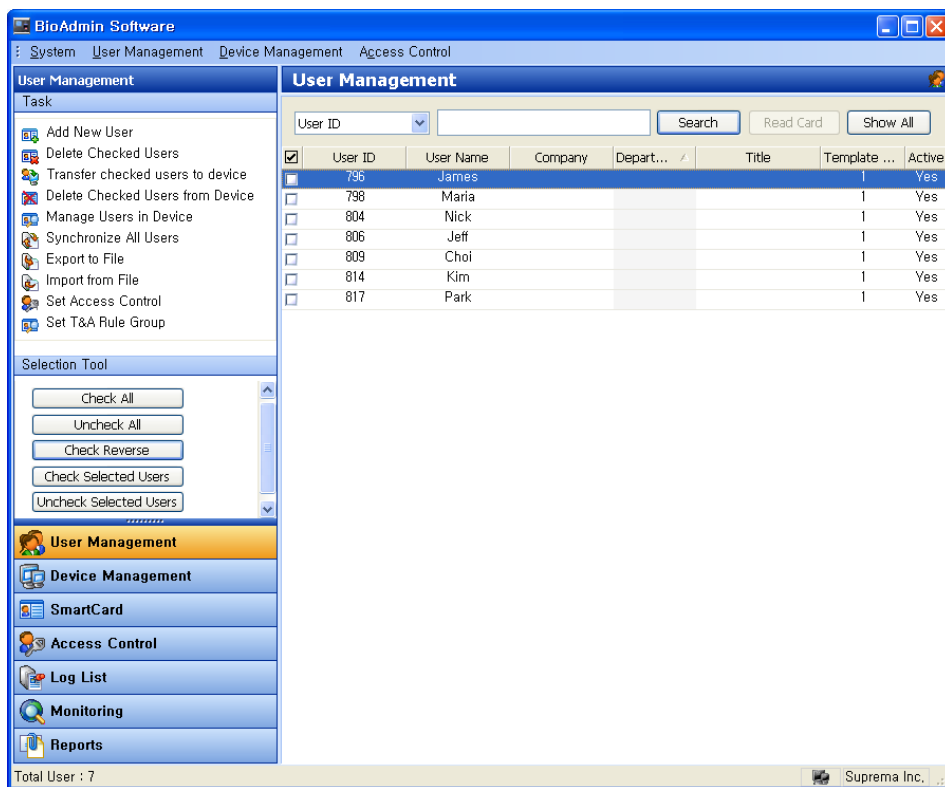 BioAdmin Software
System User Management Device Management Access Control
User Management
Task
Add New User
Delete Checked Users
Transfer checked users to device
Delete Checked Users from Device
Manage Users in Device
Synchronize All Users
Export to File
Import from File
Set Access Control
Set T&A Rule Group
Selection Tool
Check All
Uncheck All
Check Reverse
Check Selected Users
Uncheck Selected Users
User Management
Device Management
SmartCard
Access Control
Log List
Monitoring
Reports
User Management
User ID Search Read Card Show All
User ID User Name Company Depart... Title Template ... Active
796 James 1 Yes
798 Maria 1 Yes
804 Nick 1 Yes
806 Jeff 1 Yes
809 Choi 1 Yes
814 Kim 1 Yes
817 Park 1 Yes
Total User : 7 Suprema Inc,